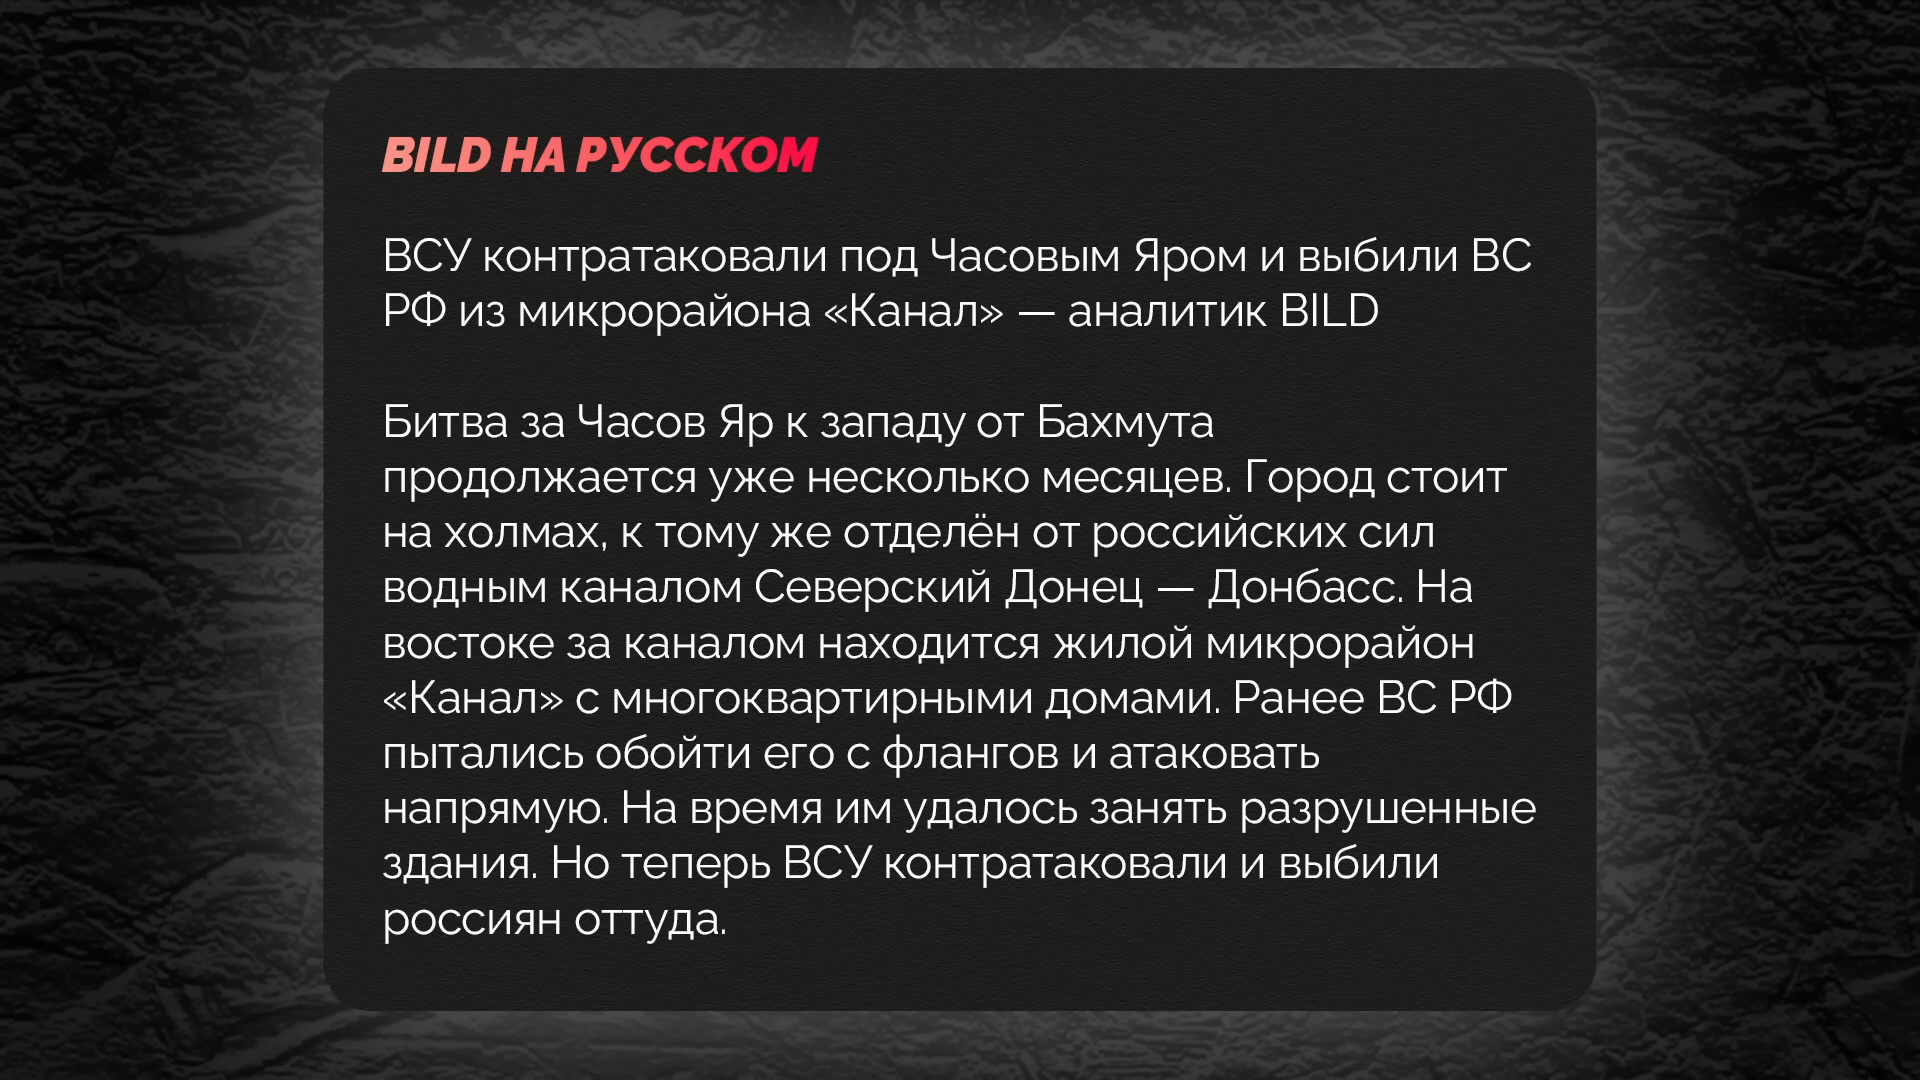 BILD НА РУССКОМ
ВСУ контратаковали под Часовым Яром и выбили ВС
РФ из микрорайона «Канал» — аналитик BILD
Битва за Часов Яр к западу от Бахмута
продолжается уже несколько месяцев. Город стоит
на холмах, к тому же отделён от российских сил
водным каналом Северский Донец — Донбасс. На
востоке за каналом находится жилой микрорайон
«Канал» с многоквартирными домами. Ранее ВС РФ
пытались обойти его с флангов и атаковать
напрямую. На время им удалось занять разрушенные
здания. Но теперь ВСУ контратаковали и выбили
россиян оттуда.